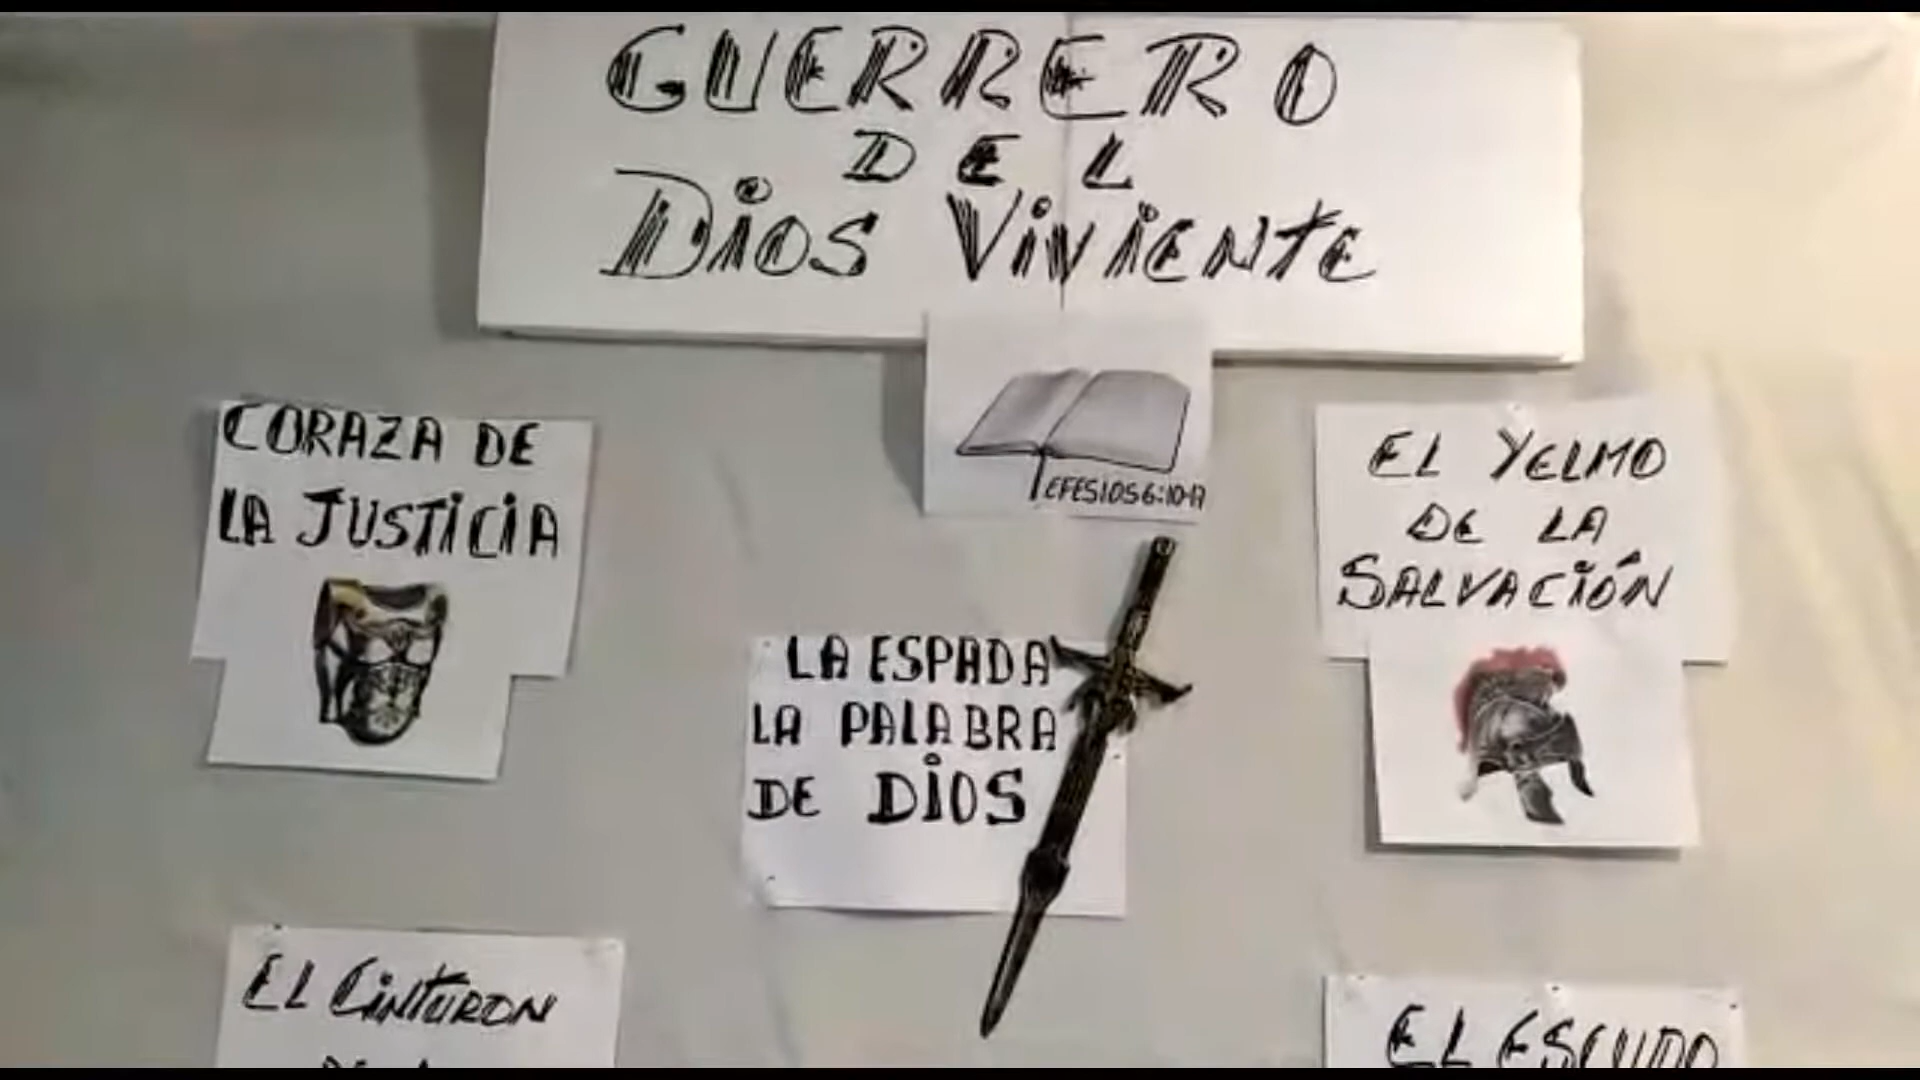 GUERRERO
DEL
DIOS VIVIENTE
EFESIOS 6:10-17
CORAZA DE
LA JUSTICIA
EL YELMO
DE LA
SALVACIÓN
LA ESPADA
LA PALABRA
DE DIOS
EL CINTURON
EL ESCUDO